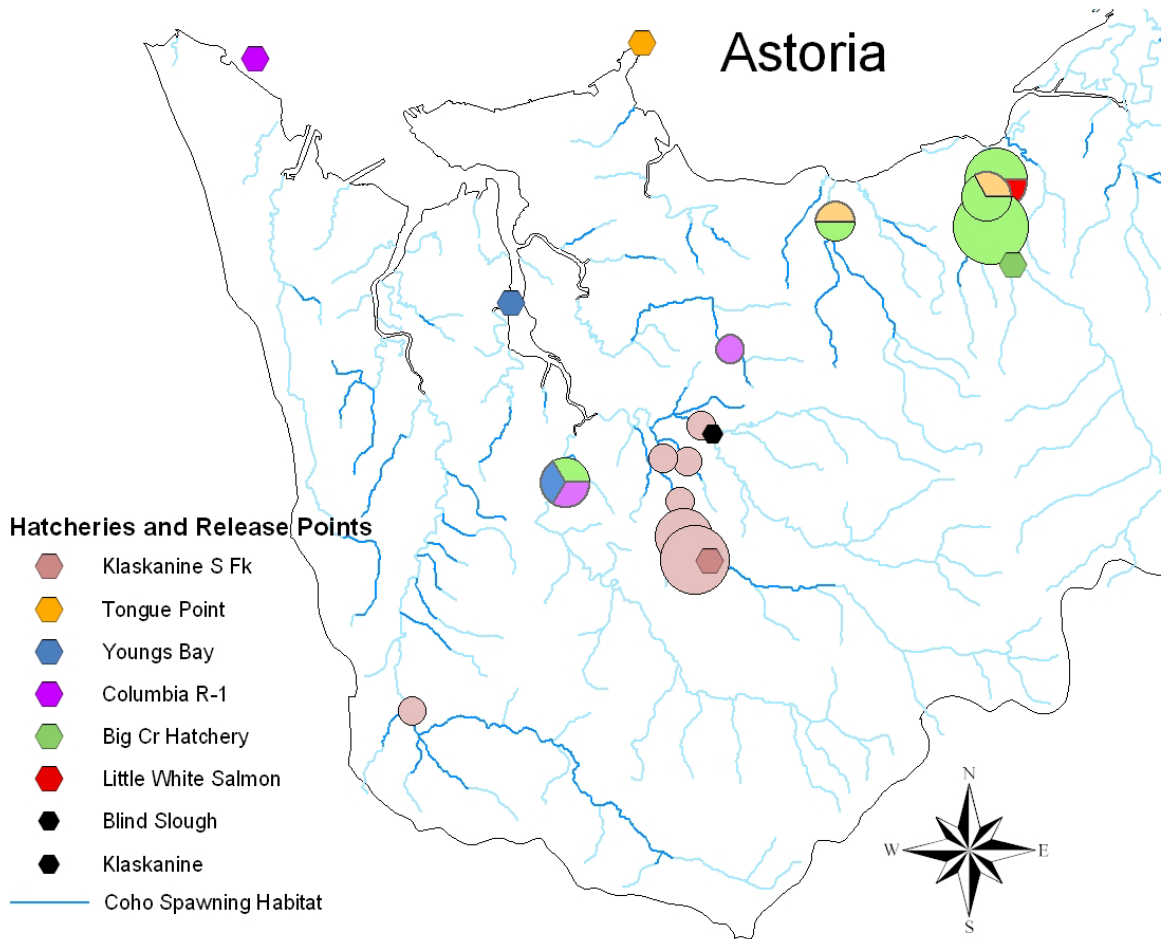 Astoria
Hatcheries and Release Points
Klaskanine S Fk
Tongue Point
Youngs Bay
Columbia R-1
Big Cr Hatchery
Little White Salmon
Blind Slough
Klaskanine
Coho Spawning Habitat
N
W
E
S